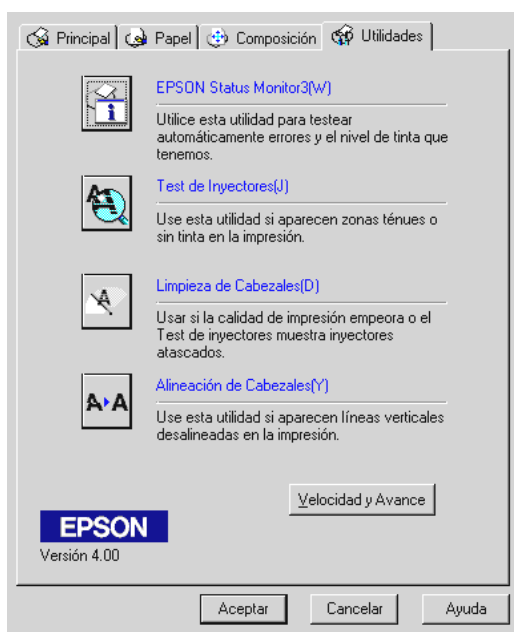 Principal Papel Composición Utilidades
EPSON Status Monitor3(W)
Utilice esta utilidad para testear
automáticamente errores y el nivel de tinta que
tenemos.
Test de Inyectores(J)
Use esta utilidad si aparecen zonas ténues o
sin tinta en la impresión.
Limpieza de Cabezales(D)
Usar si la calidad de impresión empeora o el
Test de inyectores muestra inyectores
atascados.
Alineación de Cabezales(Y)
Use esta utilidad si aparecen líneas verticales
desalineadas en la impresión.
Velocidad y Avance
EPSON
Versión 4.00
Aceptar Cancelar Ayuda